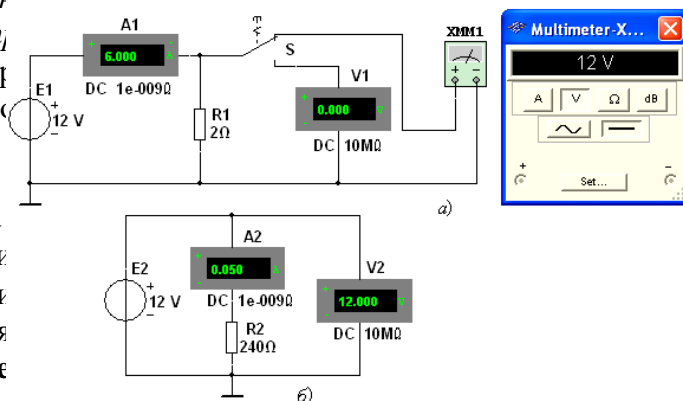 A1
XMM1
Multimeter-X...
6.000 A
S
12 V
DC 1e-009Ω
V1
A V Ω dB
E1
12 V
R1
2Ω
0.000 V
DC 10MΩ
+ −
Set...
а)
A2
E2
12 V
0.050 A
V2
DC 1e-009Ω
12.000 V
R2
240Ω
DC 10MΩ
б)